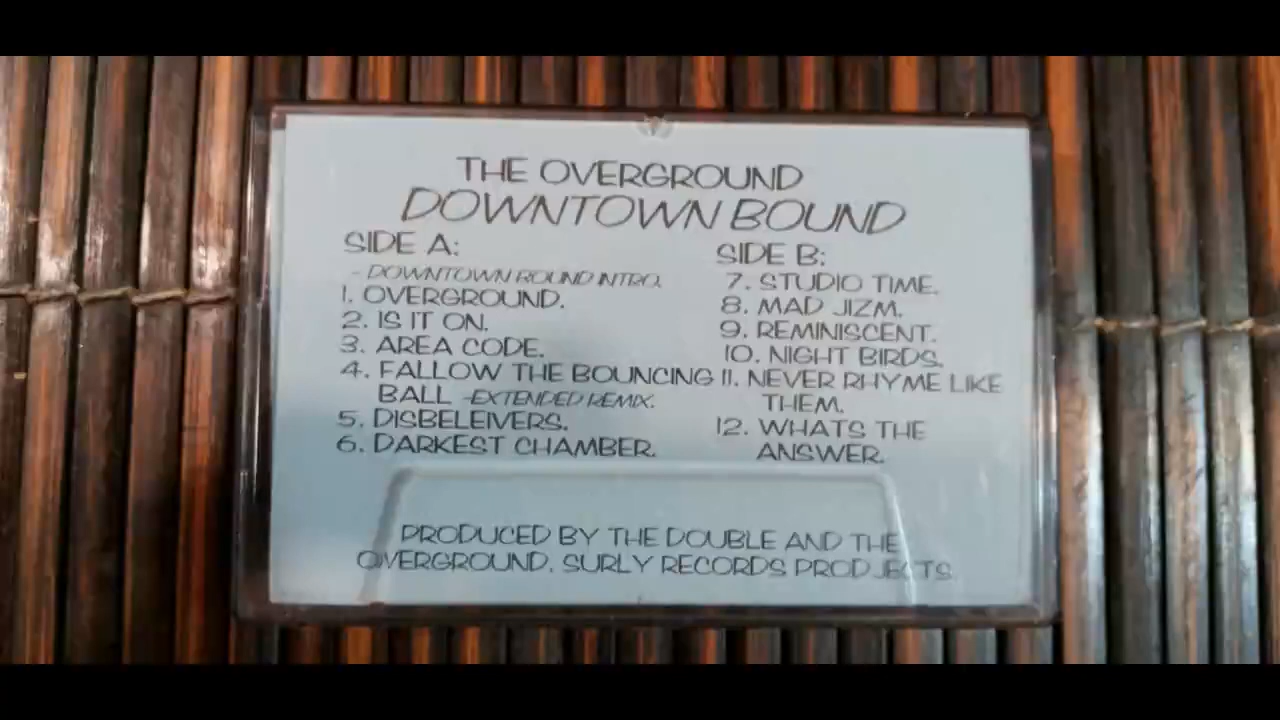 THE OVERGROUND
DOWNTOWN BOUND
SIDE A:
- DOWNTOWN ROUND INTRO.
1. OVERGROUND.
2. IS IT ON.
3. AREA CODE.
4. FALLOW THE BOUNCING
BALL -EXTENDED REMIX.
5. DISBELEIVERS.
6. DARKEST CHAMBER.
SIDE B:
7. STUDIO TIME.
8. MAD JIZM.
9. REMINISCENT.
10. NIGHT BIRDS.
11. NEVER RHYME LIKE
THEM.
12. WHATS THE
ANSWER.
PRODUCED BY THE DOUBLE AND THE
OVERGROUND. SURLY RECORDS PRODJECTS